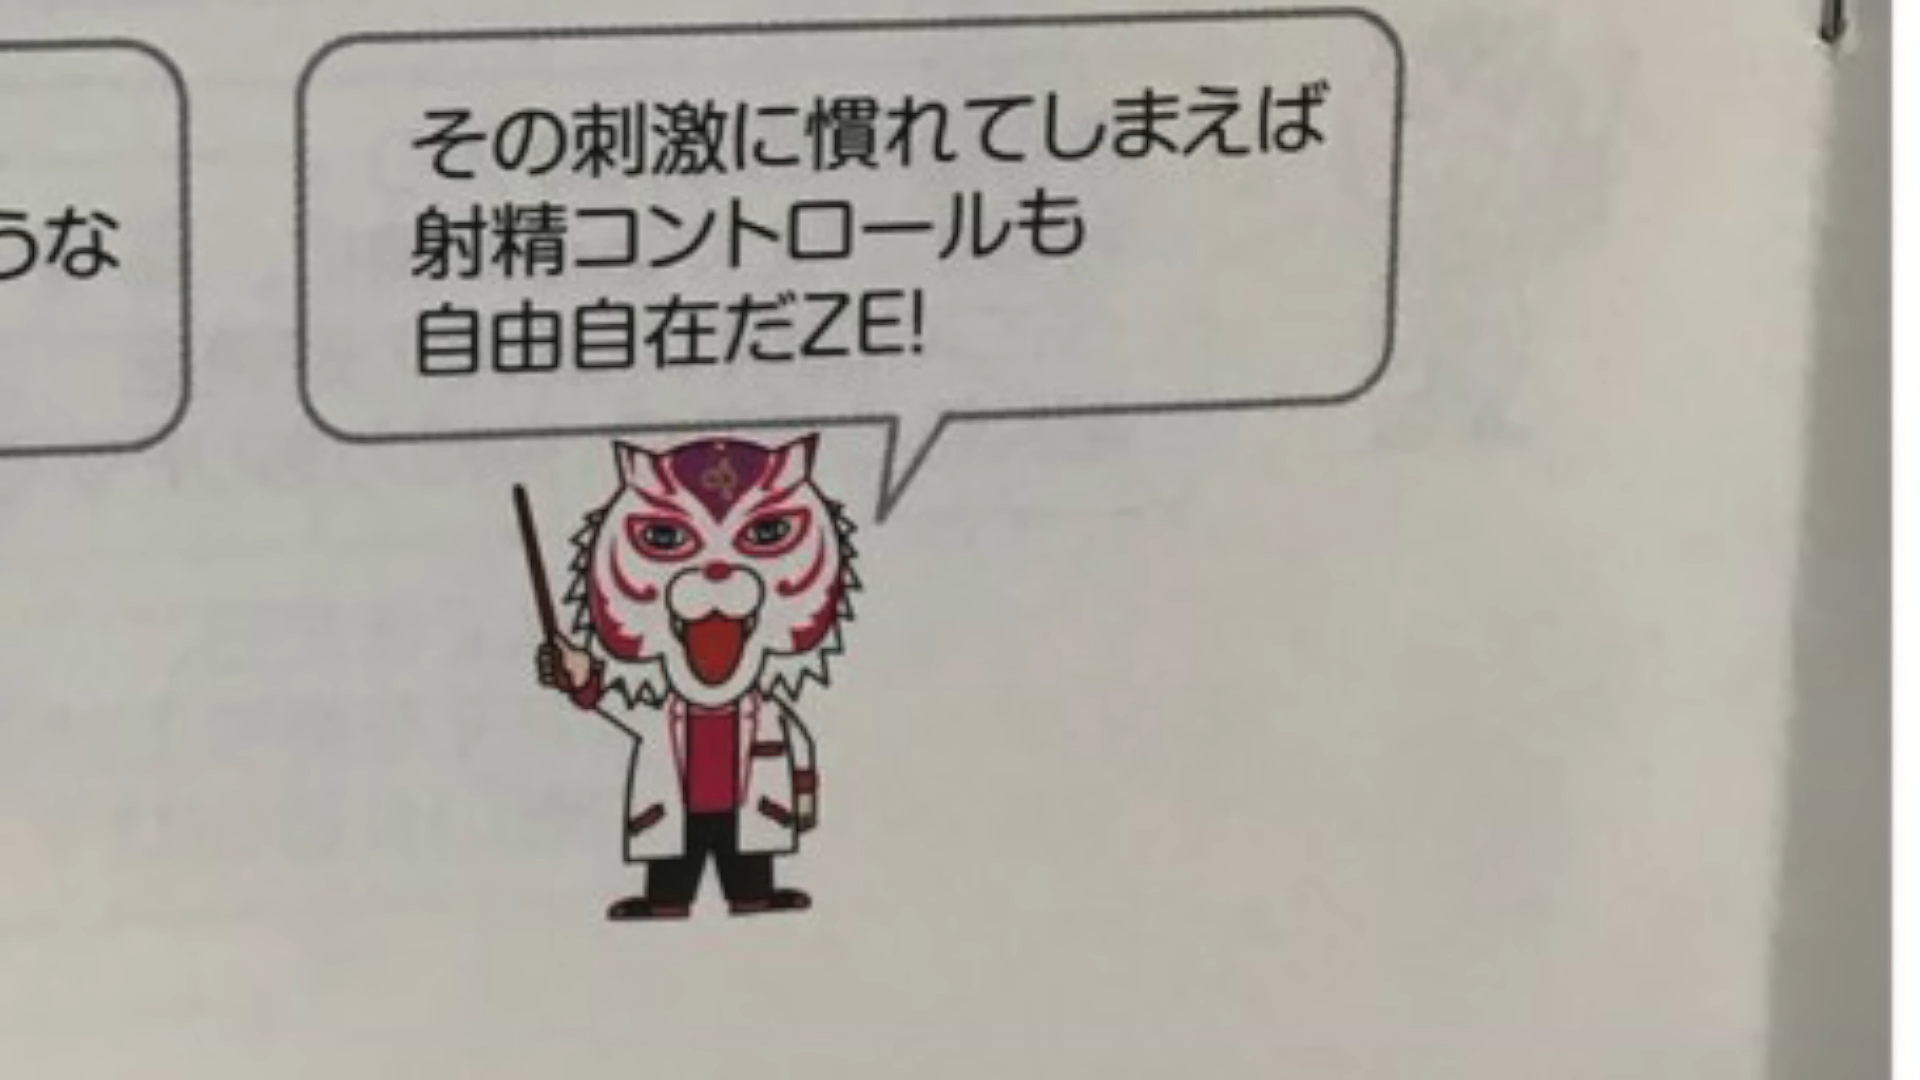 うな
その刺激に慣れてしまえば
射精コントロールも
自由自在だZE!